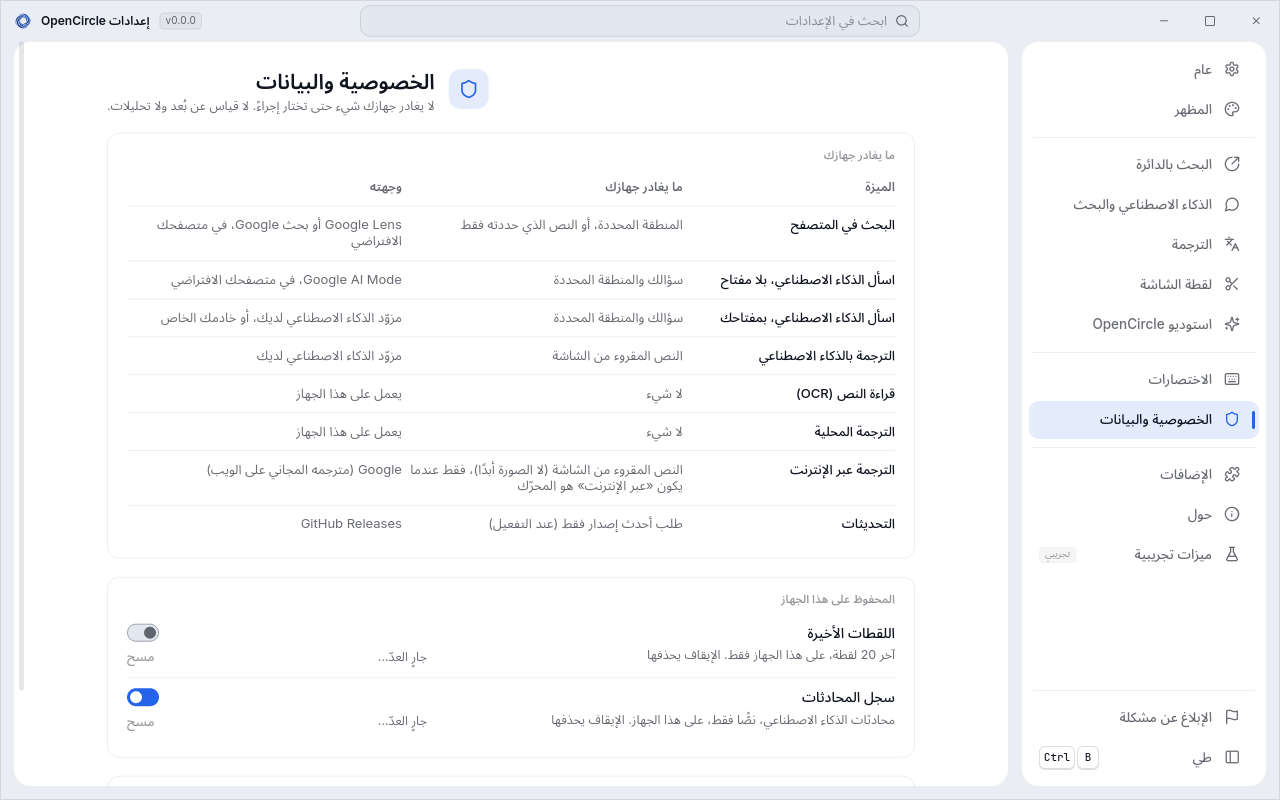 إعدادات OpenCircle v0.0.0
ابحث في الإعدادات
عام
المظهر
البحث بالدائرة
الذكاء الاصطناعي والبحث
الترجمة
لقطة الشاشة
استوديو OpenCircle
الاختصارات
الخصوصية والبيانات
الإضافات
حول
ميزات تجريبية تجريبي
الإبلاغ عن مشكلة
طي Ctrl B
الخصوصية والبيانات
لا يغادر جهازك شيء حتى تختار إجراءً. لا قياس عن بُعد ولا تحليلات.
ما يغادر جهازك
الميزة ما يغادر جهازك وجهته
البحث في المتصفح المنطقة المحددة، أو النص الذي حددته فقط Google Lens أو بحث Google، في متصفحك
الافتراضي
اسأل الذكاء الاصطناعي، بلا مفتاح سؤالك والمنطقة المحددة Google AI Mode، في متصفحك الافتراضي
اسأل الذكاء الاصطناعي، بمفتاحك سؤالك والمنطقة المحددة مزوّد الذكاء الاصطناعي لديك، أو خادمك الخاص
الترجمة بالذكاء الاصطناعي النص المقروء من الشاشة مزوّد الذكاء الاصطناعي لديك
قراءة النص (OCR) لا شيء يعمل على هذا الجهاز
الترجمة المحلية لا شيء يعمل على هذا الجهاز
الترجمة عبر الإنترنت النص المقروء من الشاشة (لا الصورة أبدًا)، فقط عندما Google (مترجمه المجاني على الويب)
يكون «عبر الإنترنت» هو المحرّك
التحديثات طلب أحدث إصدار فقط (عند التفعيل) GitHub Releases
المحفوظ على هذا الجهاز
اللقطات الأخيرة
آخر 20 لقطة، على هذا الجهاز فقط. الإيقاف يحذفها جارٍ العدّ... مسح
سجل المحادثات
محادثات الذكاء الاصطناعي، نصًّا فقط، على هذا الجهاز. الإيقاف يحذفها جارٍ العدّ... مسح